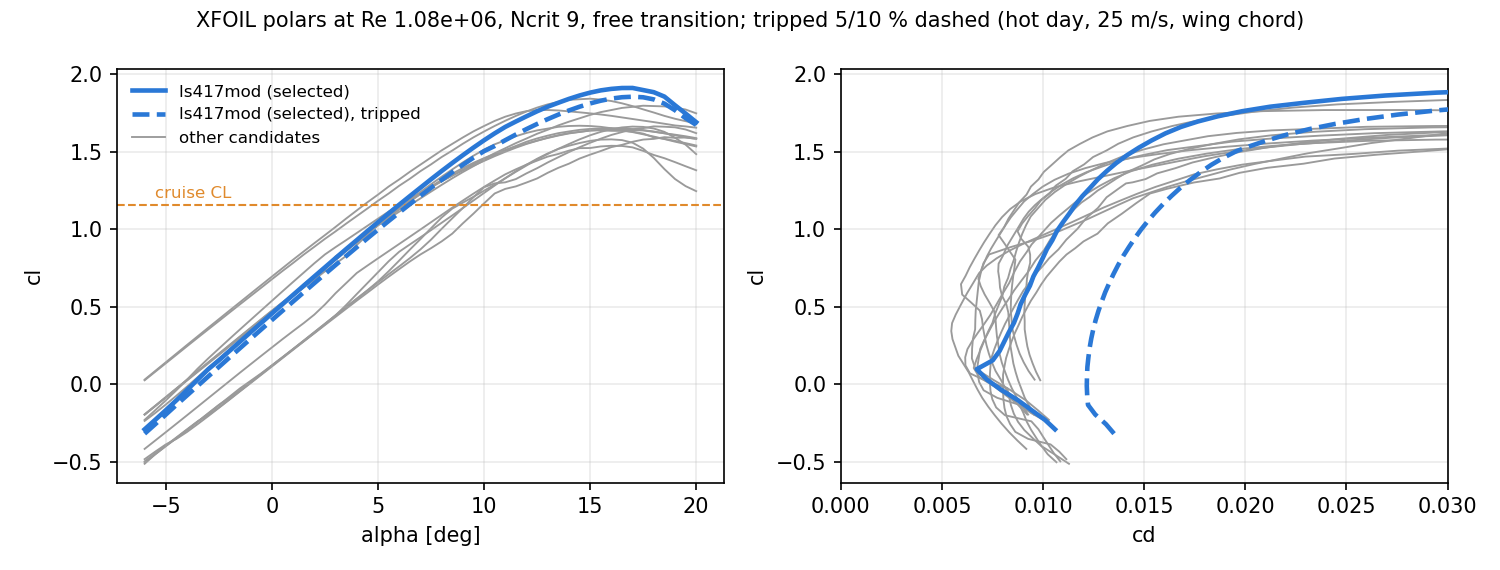 XFOIL polars at Re 1.08e+06, Ncrit 9, free transition; tripped 5/10 % dashed (hot day, 25 m/s, wing chord)
ls417mod (selected)
ls417mod (selected), tripped
other candidates
cruise CL
cl
2.0
1.5
1.0
0.5
0.0
−0.5
−5
0
5
10
15
20
alpha [deg]
cl
2.0
1.5
1.0
0.5
0.0
−0.5
0.000
0.005
0.010
0.015
0.020
0.025
0.030
cd